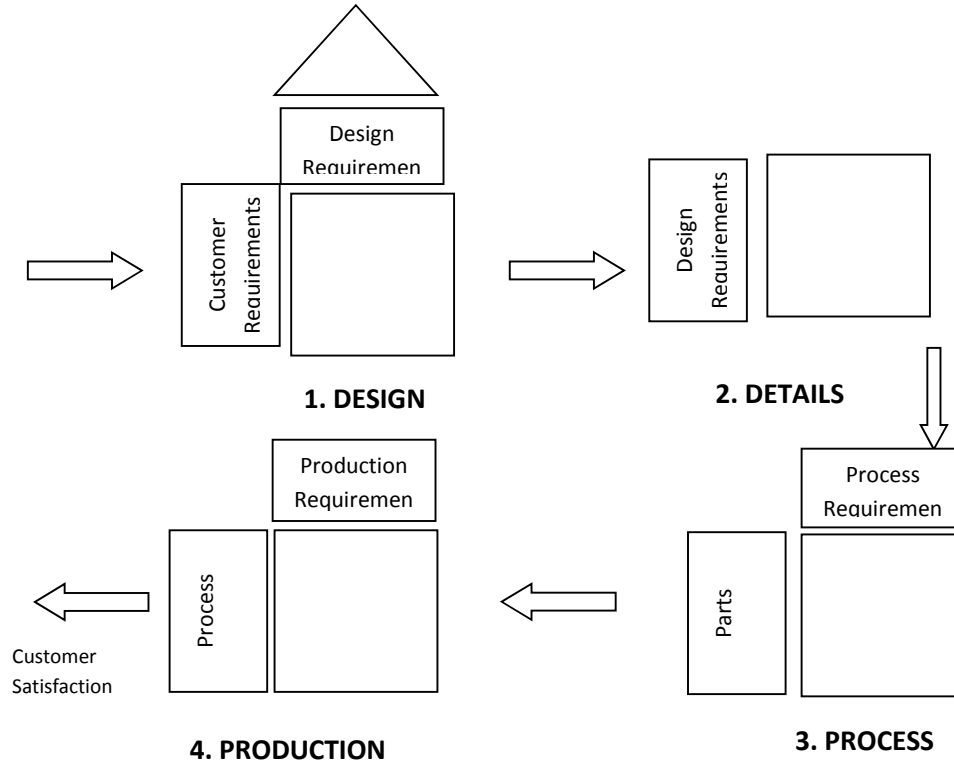 Design
Requiremen
Customer
Requirements
1. DESIGN
Design
Requirements
2. DETAILS
Process
Requiremen
Parts
3. PROCESS
Production
Requiremen
Process
4. PRODUCTION
Customer
Satisfaction